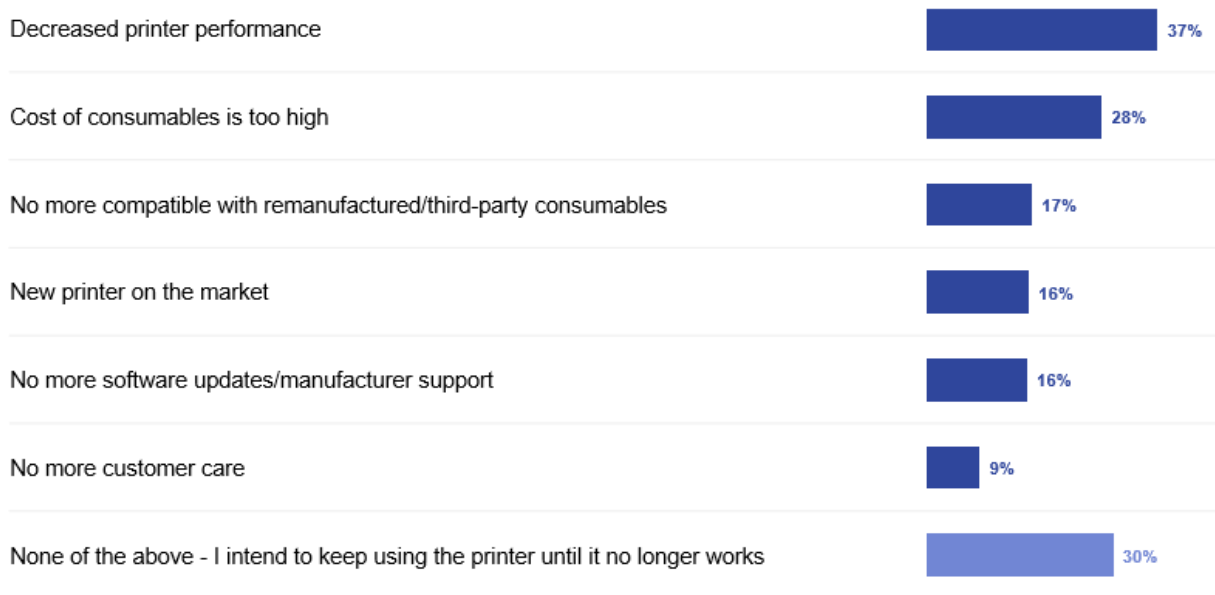 Decreased printer performance 37%
Cost of consumables is too high 28%
No more compatible with remanufactured/third-party consumables 17%
New printer on the market 16%
No more software updates/manufacturer support 16%
No more customer care 9%
None of the above - I intend to keep using the printer until it no longer works 30%